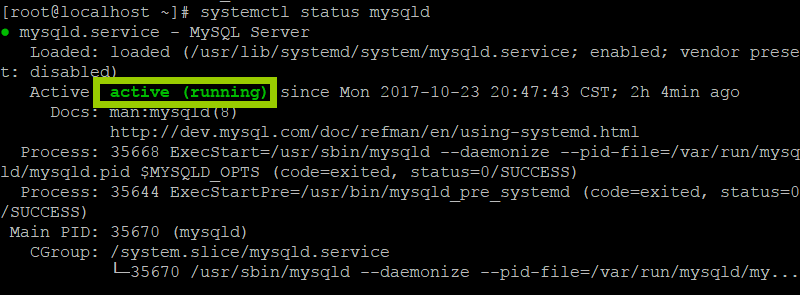 [root@localhost ~]# systemctl status mysqld
● mysqld.service - MySQL Server
Loaded: loaded (/usr/lib/systemd/system/mysqld.service; enabled; vendor prese
t: disabled)
Active active (running) since Mon 2017-10-23 20:47:43 CST; 2h 4min ago
Docs: man:mysqld(8)
http://dev.mysql.com/doc/refman/en/using-systemd.html
Process: 35668 ExecStart=/usr/sbin/mysqld --daemonize --pid-file=/var/run/mysq
ld/mysqld.pid $MYSQLD_OPTS (code=exited, status=0/SUCCESS)
Process: 35644 ExecStartPre=/usr/bin/mysqld_pre_systemd (code=exited, status=0
/SUCCESS)
Main PID: 35670 (mysqld)
CGroup: /system.slice/mysqld.service
└─35670 /usr/sbin/mysqld --daemonize --pid-file=/var/run/mysqld/my...